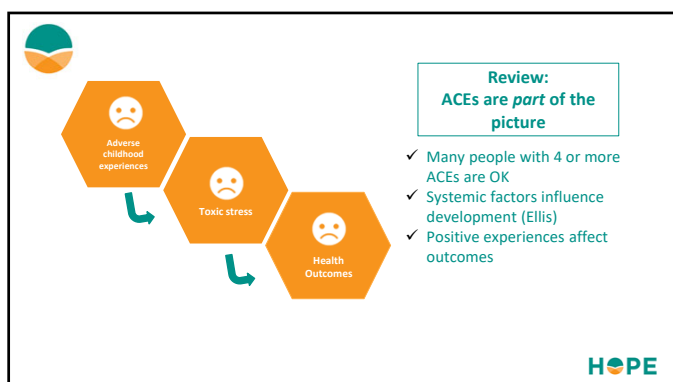 Adverse
childhood
experiences
Toxic stress
Health
Outcomes
Review:
ACEs are part of the
picture
✓ Many people with 4 or more
ACEs are OK
✓ Systemic factors influence
development (Ellis)
✓ Positive experiences affect
outcomes
HOPE